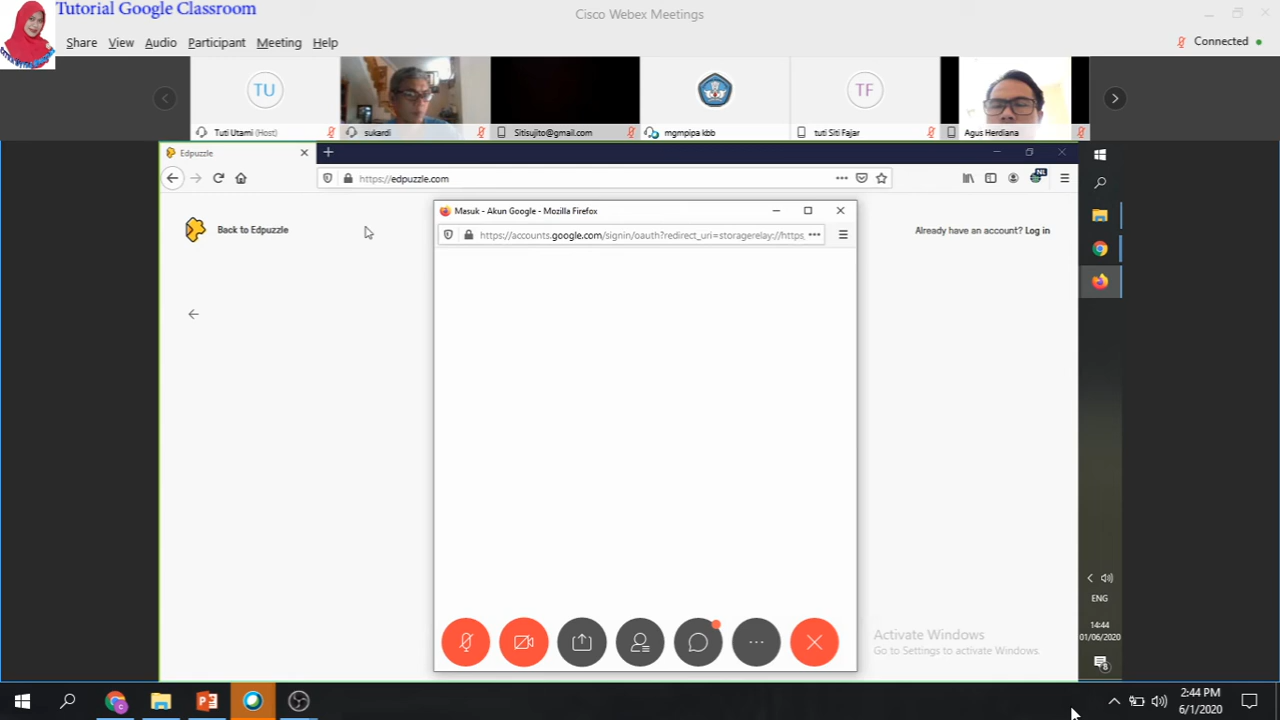 Tutorial Google Classroom
Cisco Webex Meetings
Share View Audio Participant Meeting Help
Connected
TU
TF
Tuti Utami (Host)
sukardi
Sitisujito@gmail.com
mgmpipa kbb
tuti Siti Fajar
Agus Herdiana
Edpuzzle
https://edpuzzle.com
NL
Masuk - Akun Google - Mozilla Firefox
https://accounts.google.com/signin/oauth?redirect_uri=storagerelay://https,
Back to Edpuzzle
Already have an account? Log in
ENG
14:44
01/06/2020
8
Activate Windows
Go to Settings to activate Windows.
2:44 PM
6/1/2020